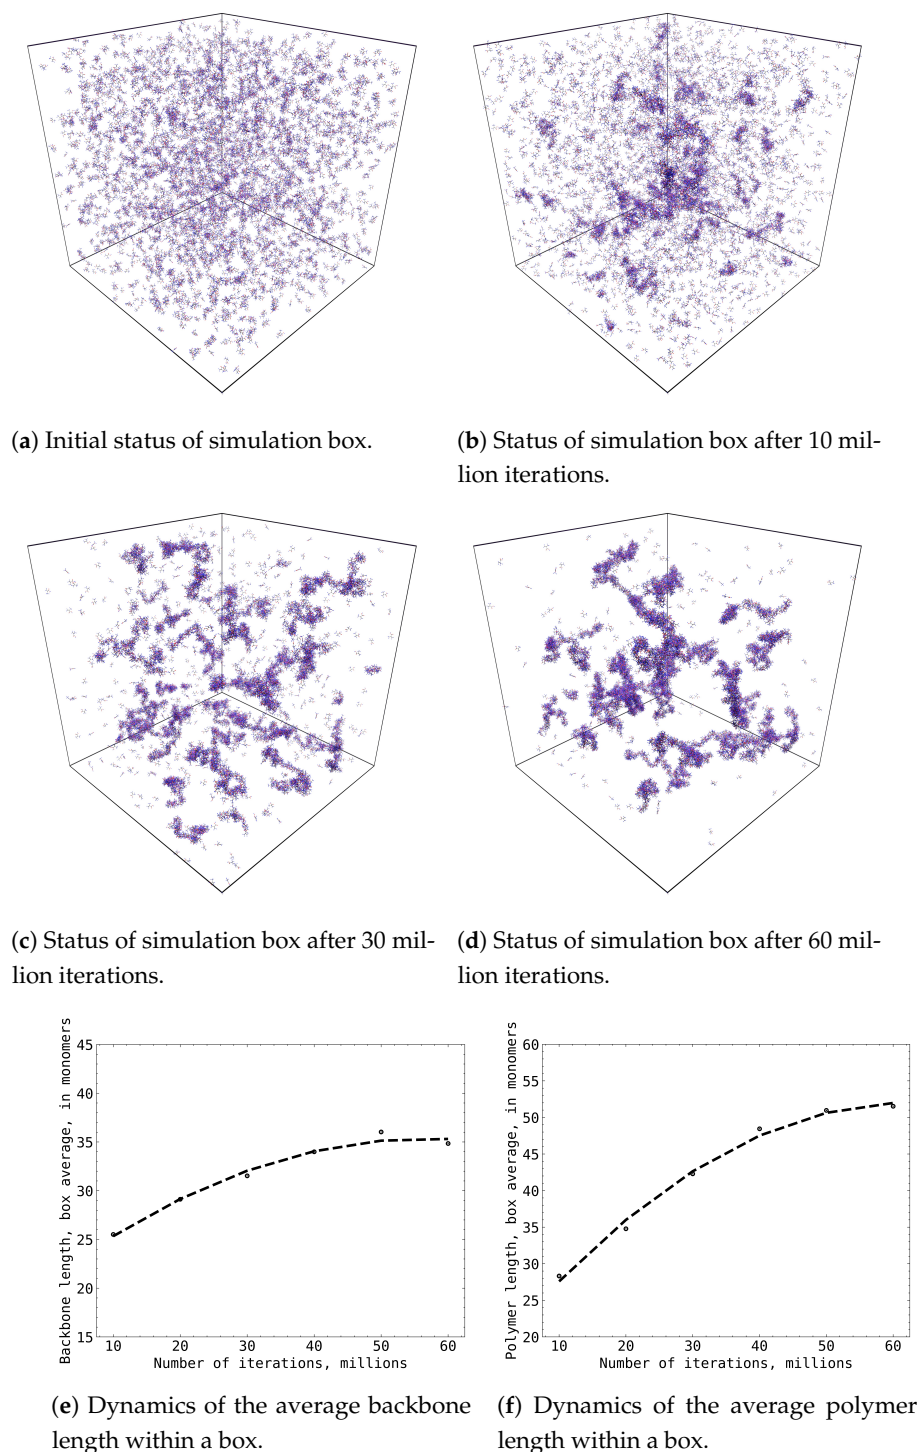 (a) Initial status of simulation box.
(b) Status of simulation box after 10 mil-
lion iterations.
(c) Status of simulation box after 30 mil-
lion iterations.
(d) Status of simulation box after 60 mil-
lion iterations.
Backbone length, box average, in monomers
45
40
35
30
25
20
15
10 20 30 40 50 60
Number of iterations, millions
(e) Dynamics of the average backbone
length within a box.
Polymer length, box average, in monomers
60
55
50
45
40
35
30
25
20
10 20 30 40 50 60
Number of iterations, millions
(f) Dynamics of the average polymer
length within a box.